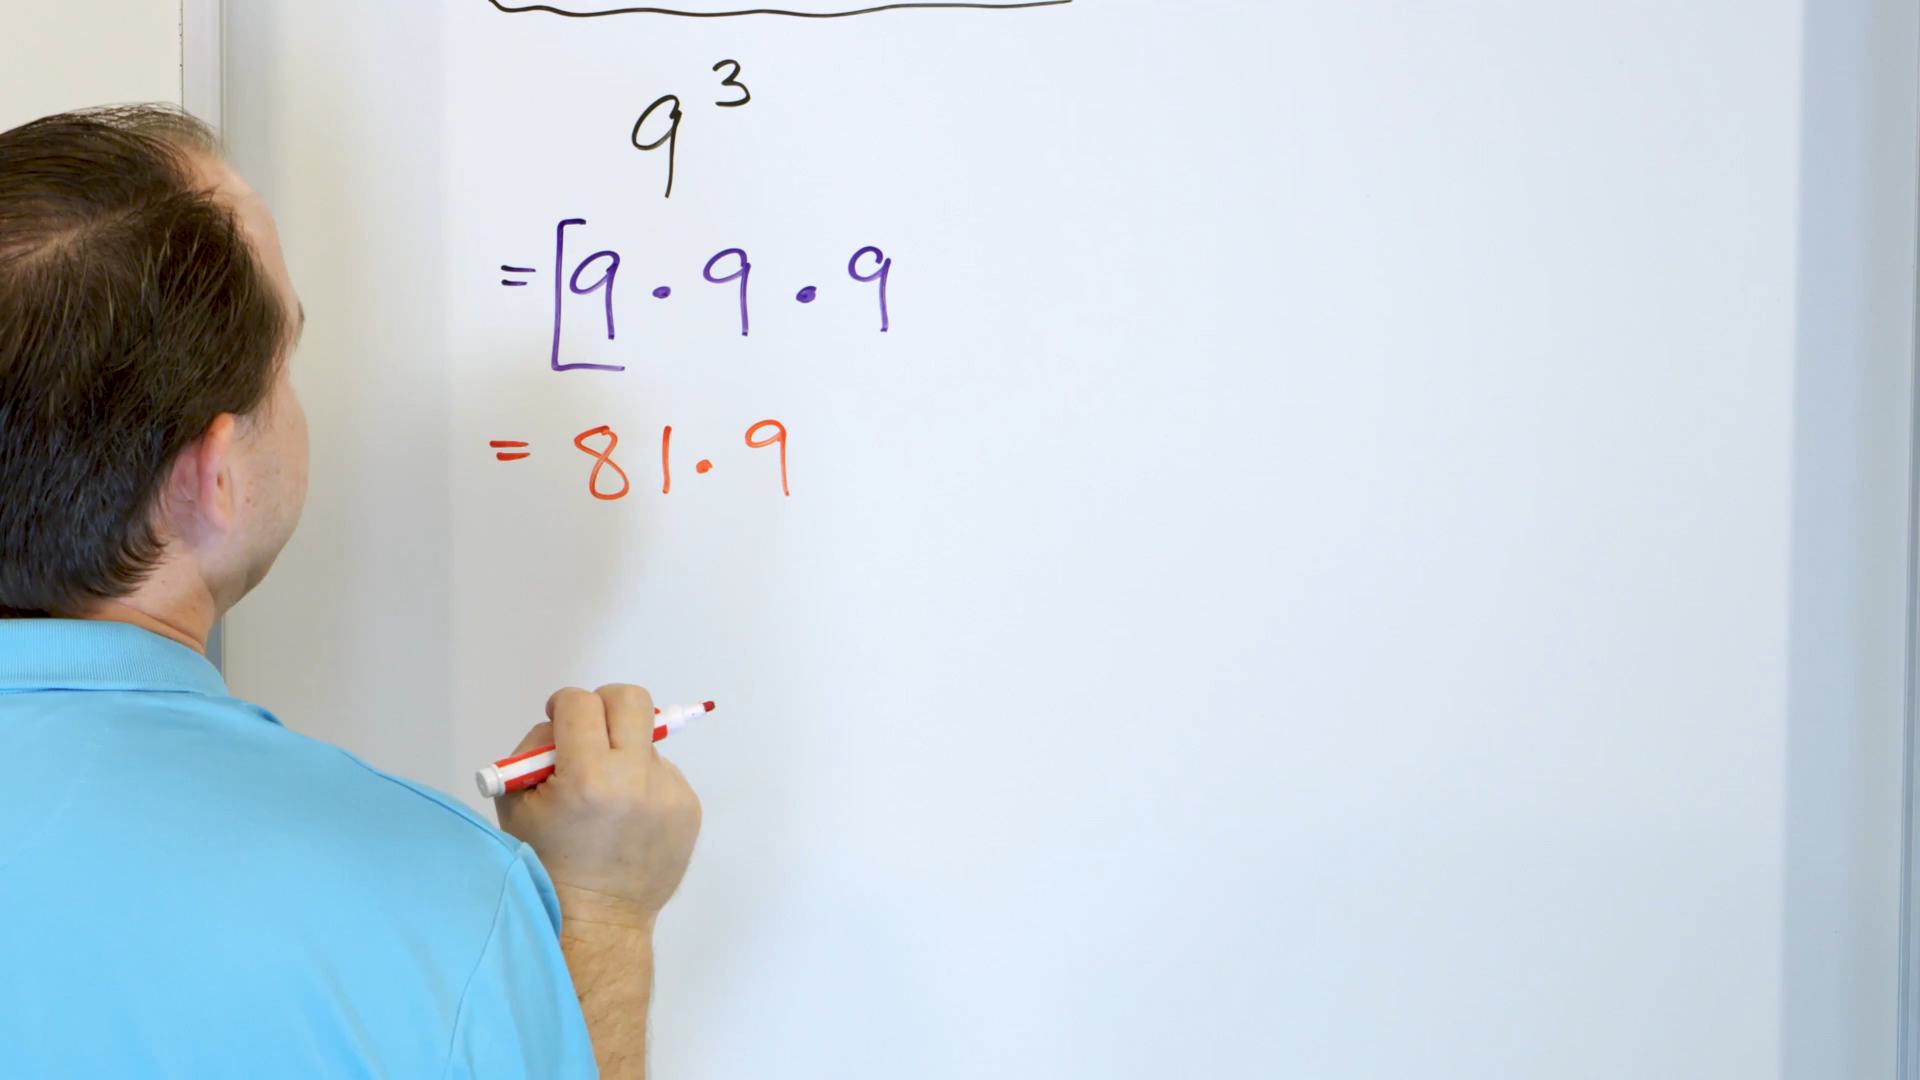 9³
= [9 · 9 · 9
= 81 · 9